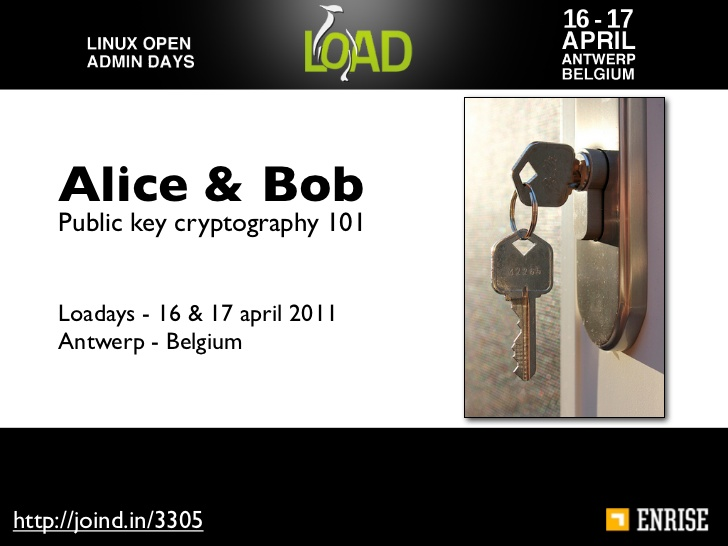 LINUX OPEN
ADMIN DAYS
LOAD
16 - 17
APRIL
ANTWERP
BELGIUM
Alice & Bob
Public key cryptography 101
Loadays - 16 & 17 april 2011
Antwerp - Belgium
http://joind.in/3305
ENRISE